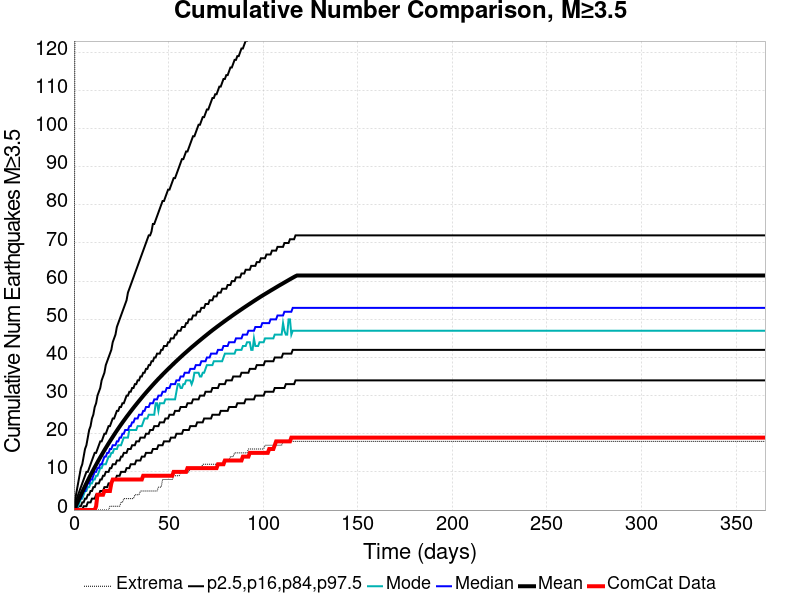 Cumulative Number Comparison, M≥3.5
Cumulative Num Earthquakes M≥3.5
120
110
100
90
80
70
60
50
40
30
20
10
0
0 50 100 150 200 250 300 350
Time (days)
Extrema p2.5,p16,p84,p97.5 Mode Median Mean ComCat Data